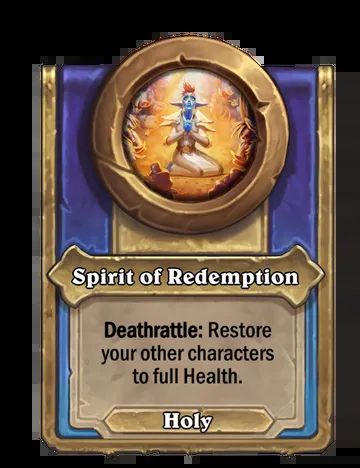 Spirit of Redemption
Deathrattle: Restore
your other characters
to full Health.
Holy